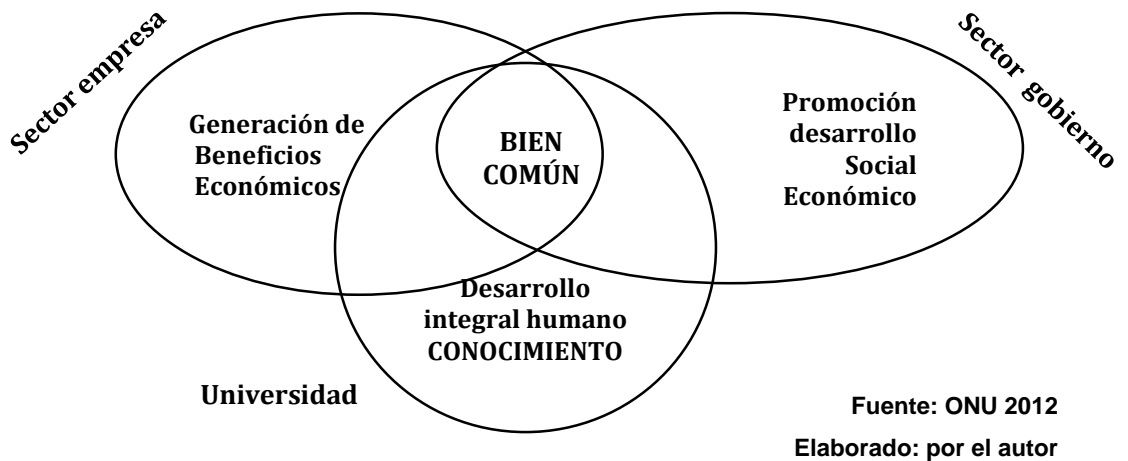 Sector empresa
Generación de
Beneficios
Económicos
BIEN
COMÚN
Promoción
desarrollo
Social
Económico
Sector gobierno
Desarrollo
integral humano
CONOCIMIENTO
Universidad
Fuente: ONU 2012
Elaborado: por el autor